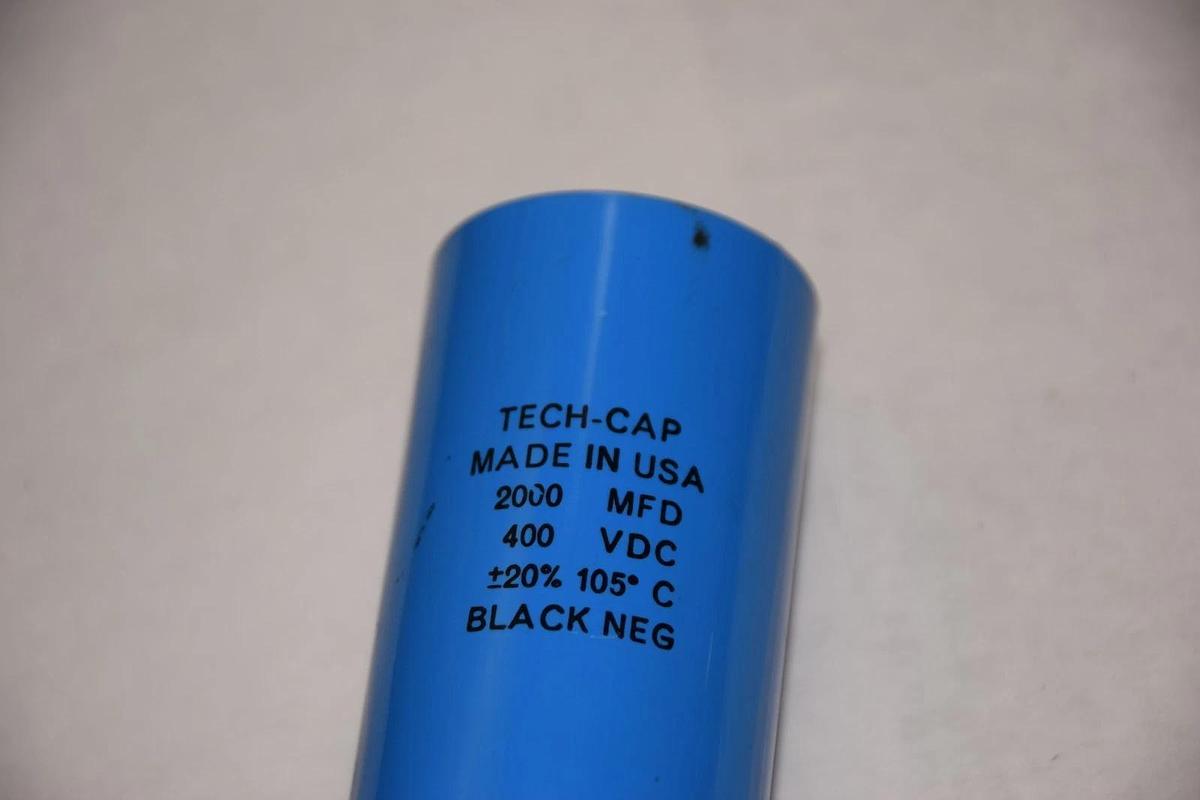 TECH-CAP
MADE IN USA
2000 MFD
400 VDC
±20% 105° C
BLACK NEG